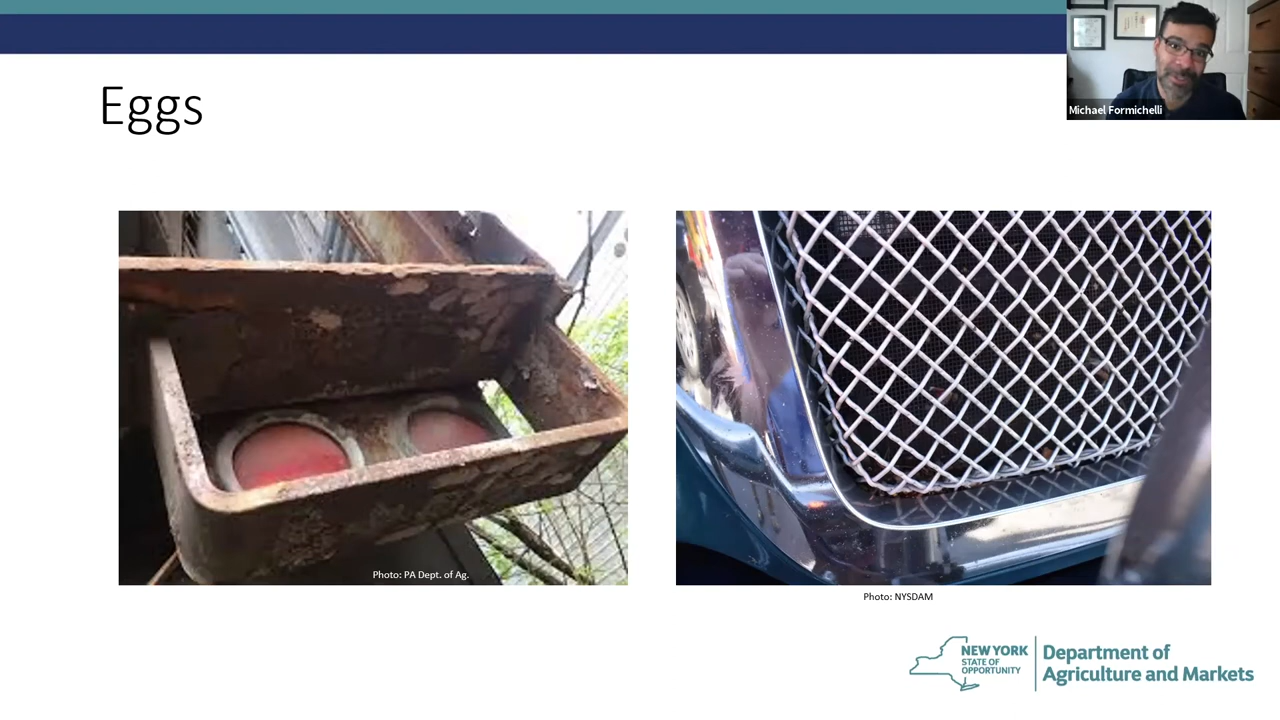 Michael Formichelli
Eggs
Photo: PA Dept. of Ag.
Photo: NYSDAM
NEW YORK
STATE OF
OPPORTUNITY
Department of
Agriculture and Markets